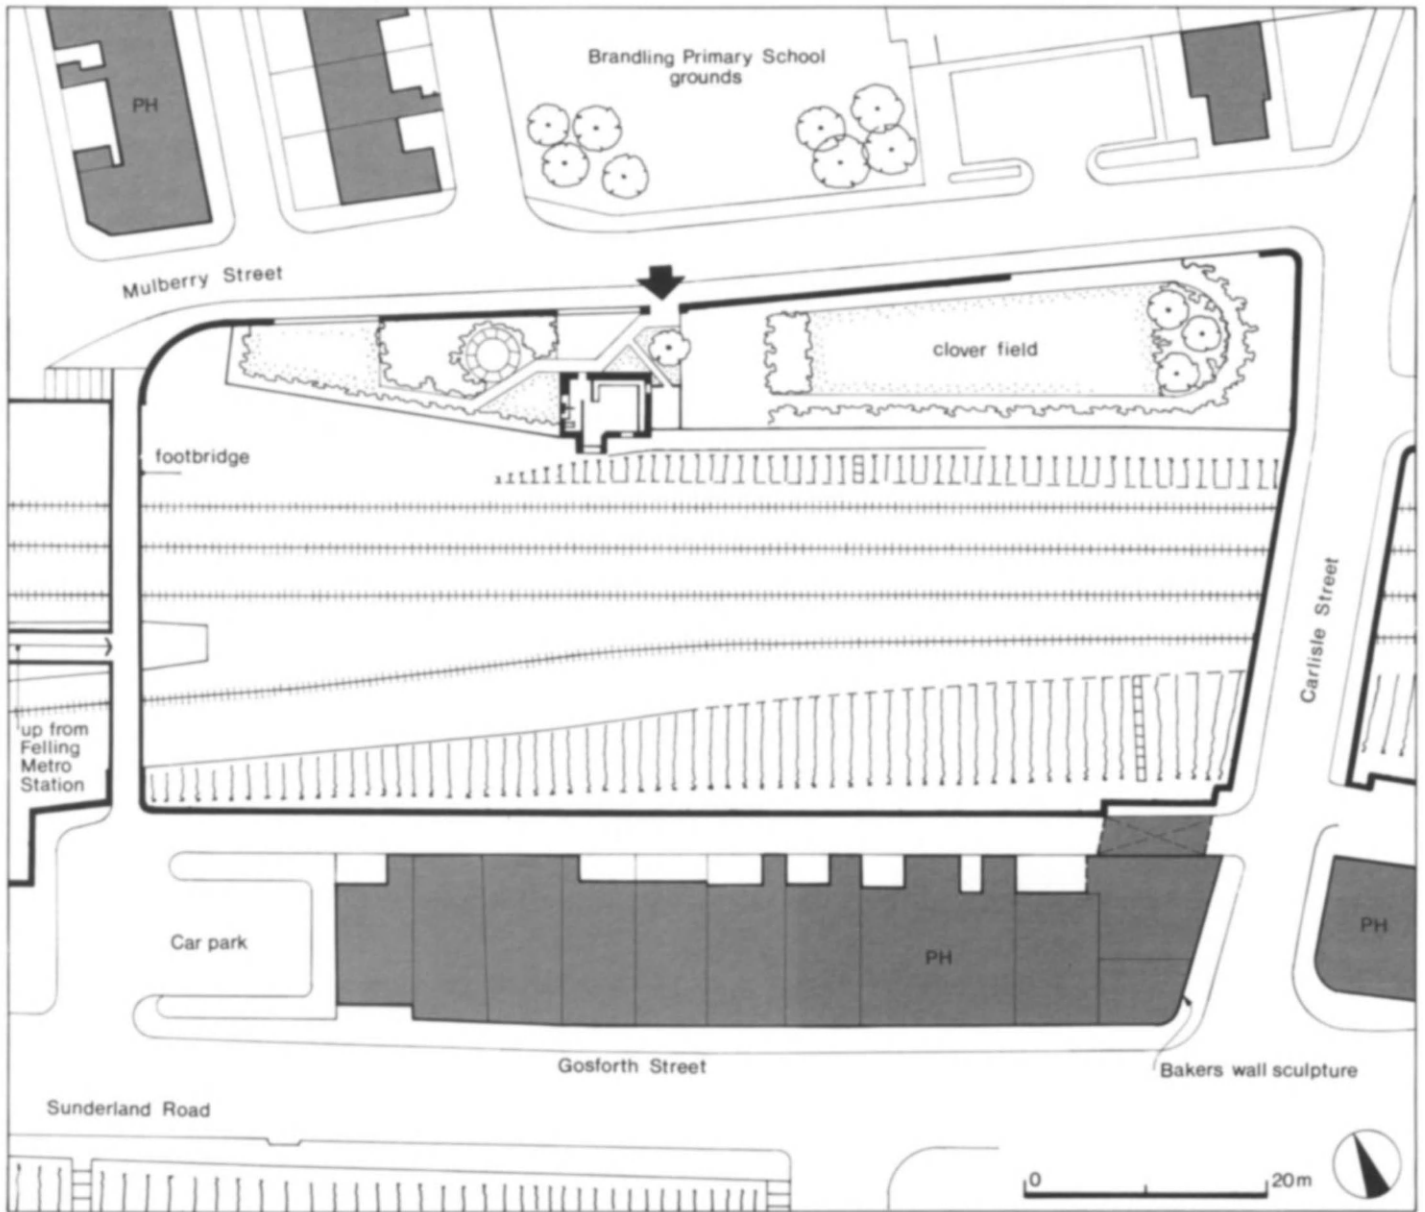 Brandling Primary School
grounds
PH
Mulberry Street
clover field
footbridge
Carlisle Street
up from
Felling
Metro
Station
Car park
PH
PH
Gosforth Street
Bakers wall sculpture
Sunderland Road
0 20m